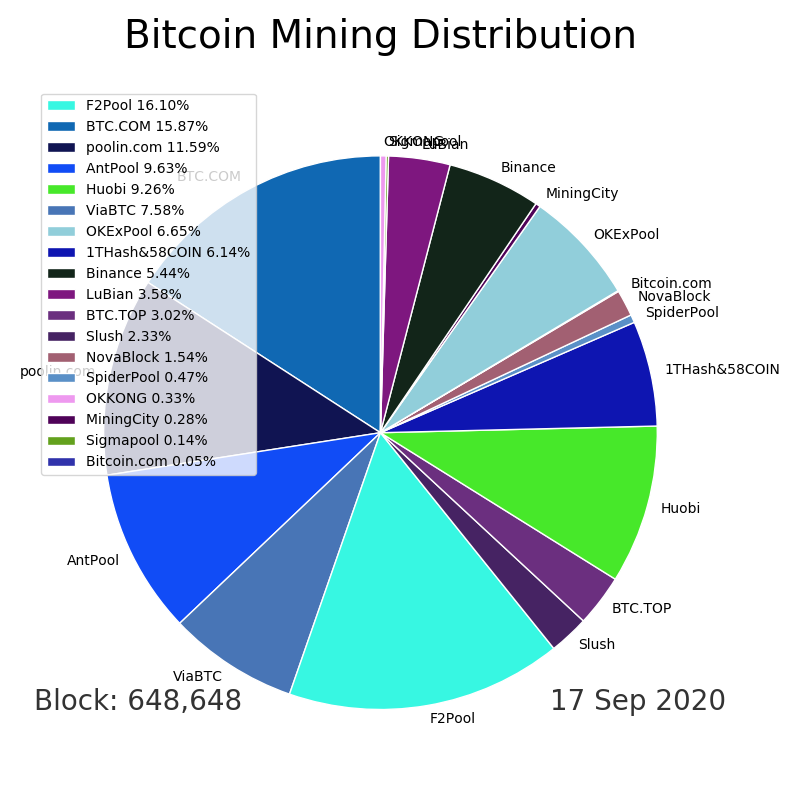 Bitcoin Mining Distribution
F2Pool 16.10%
BTC.COM 15.87%
poolin.com 11.59%
AntPool 9.63%
Huobi 9.26%
ViaBTC 7.58%
OKExPool 6.65%
1THash&58COIN 6.14%
Binance 5.44%
LuBian 3.58%
BTC.TOP 3.02%
Slush 2.33%
NovaBlock 1.54%
SpiderPool 0.47%
OKKONG 0.33%
MiningCity 0.28%
Sigmapool 0.14%
Bitcoin.com 0.05%
OKKONG
Sigmapool
LuBian
Binance
MiningCity
OKExPool
Bitcoin.com
NovaBlock
SpiderPool
1THash&58COIN
Huobi
BTC.TOP
Slush
F2Pool
ViaBTC
AntPool
poolin.com
BTC.COM
Block: 648,648
17 Sep 2020